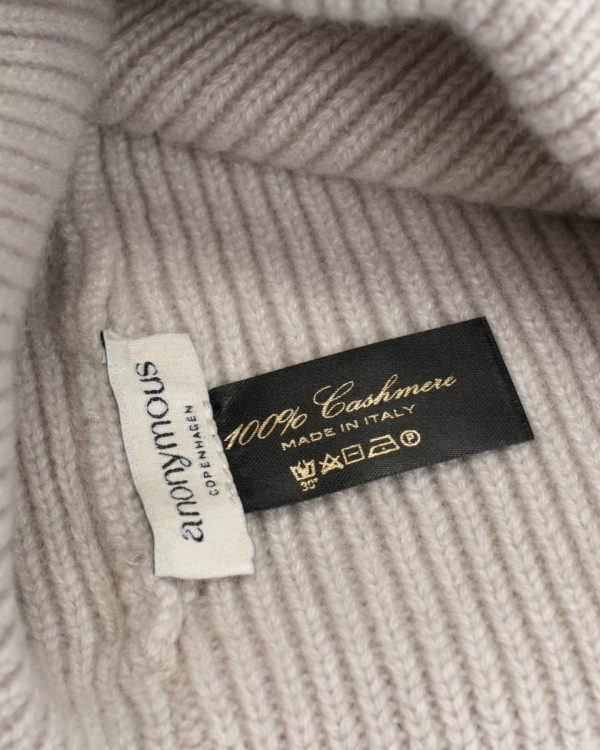 anonymous
COPENHAGEN
100% Cashmere
MADE IN ITALY
30°
P